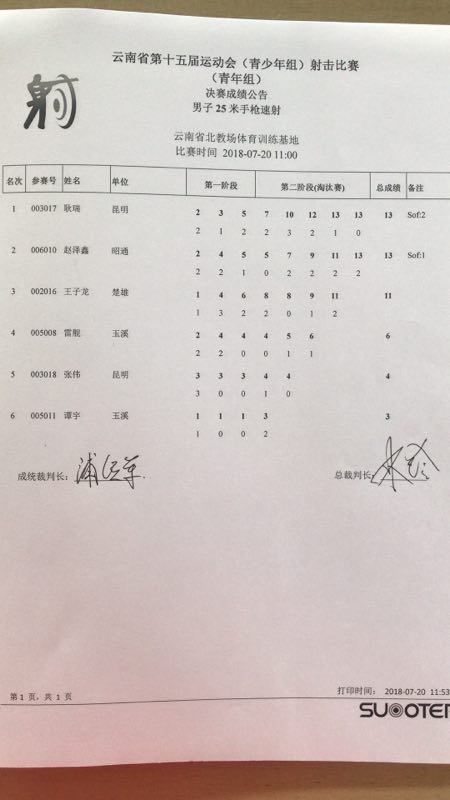 射
云南省第十五届运动会（青少年组）射击比赛
（青年组）
决赛成绩公告
男子 25 米手枪速射
云南省北教场体育训练基地
比赛时间 2018-07-20 11:00
名次 参赛号 姓名 单位 第一阶段 第二阶段(淘汰赛) 总成绩 备注
1 003017 耿瑞 昆明 2 3 5 7 10 12 13 13 13 Sof:2
2 1 2 2 3 2 1 0
2 006010 赵泽鑫 昭通 2 4 5 5 7 9 11 13 13 Sof:1
2 2 1 0 2 2 2 2
3 002016 王子龙 楚雄 1 4 6 8 8 9 11 11
1 3 2 2 0 1 2
4 005008 雷舰 玉溪 2 4 4 4 5 6 6
2 2 0 0 1 1
5 003018 张伟 昆明 3 3 3 4 4 4
3 0 0 1 0
6 005011 谭宇 玉溪 1 1 1 3 3
1 0 0 2
成统裁判长：
总裁判长：
打印时间： 2018-07-20 11:53
第 1 页，共 1 页